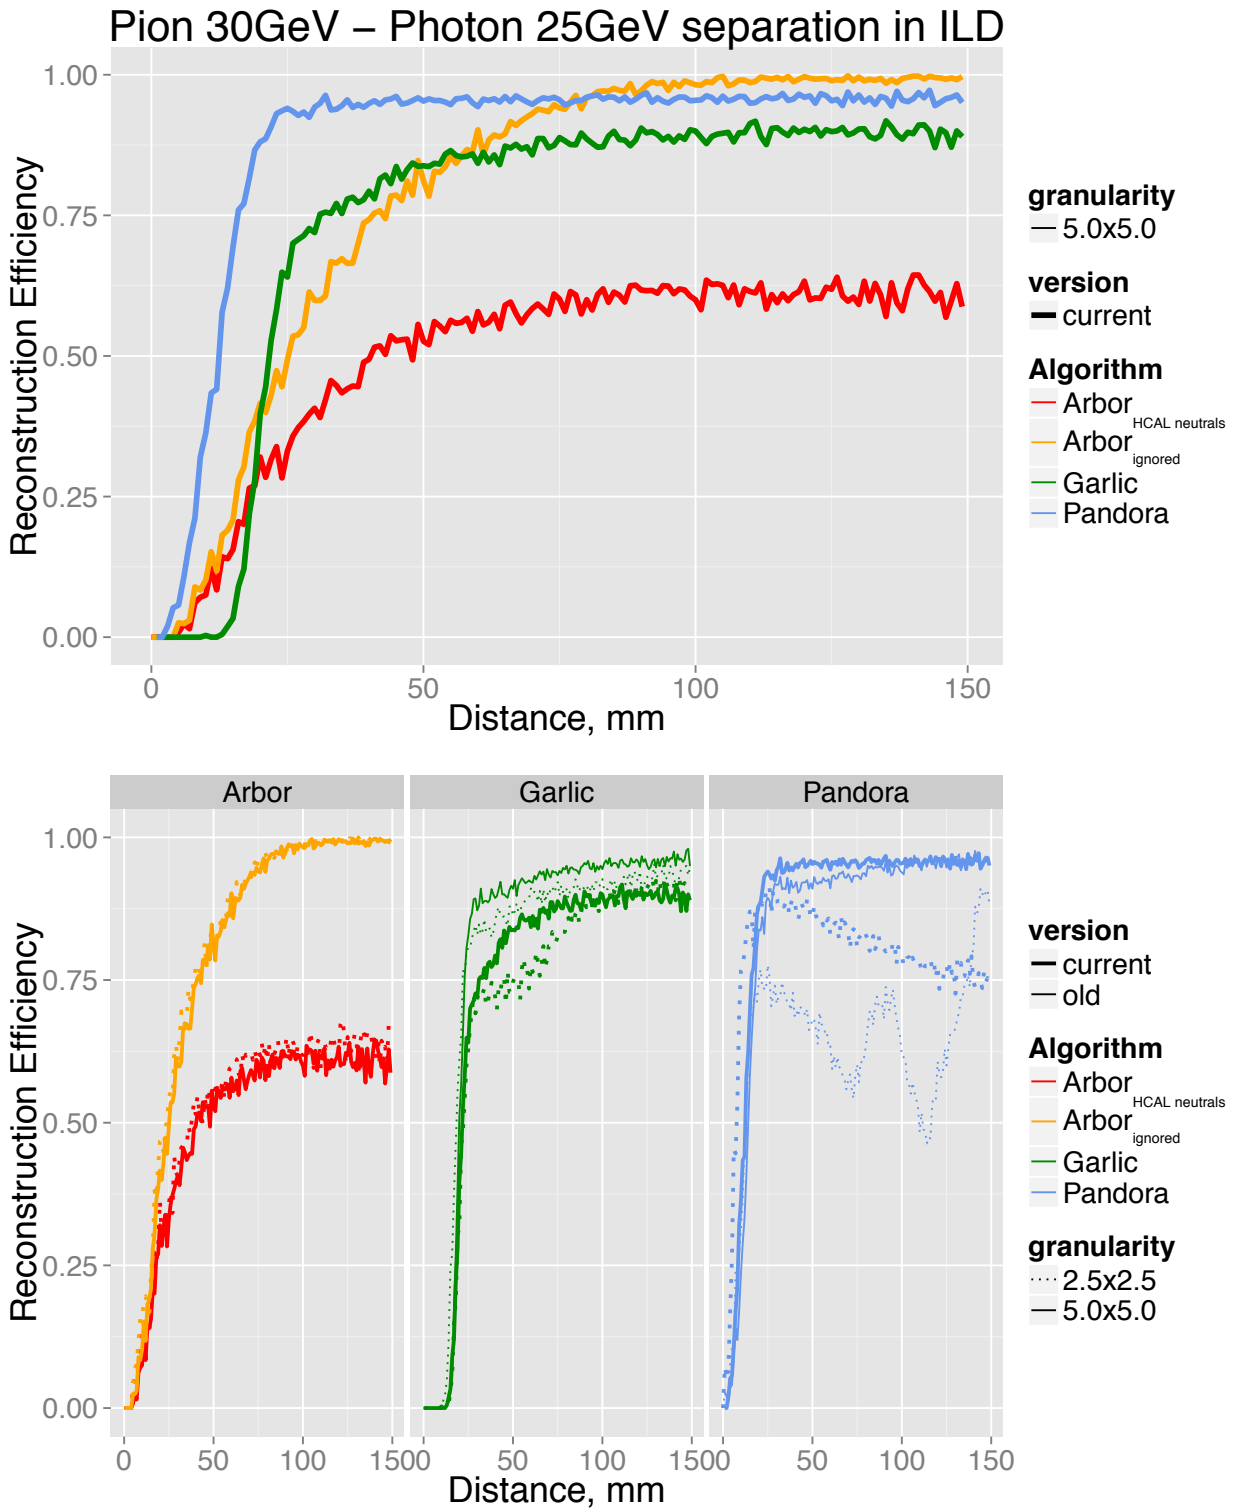 Pion 30GeV − Photon 25GeV separation in ILD
Reconstruction Efficiency
1.00
0.75
0.50
0.25
0.00
0
50
100
150
Distance, mm
granularity
5.0x5.0
version
current
Algorithm
Arbor
Arbor HCAL neutrals ignored
Garlic
Pandora
Arbor
Garlic
Pandora
Reconstruction Efficiency
1.00
0.75
0.50
0.25
0.00
0
50
100
150
0
50
100
150
0
50
100
150
Distance, mm
version
current
old
Algorithm
Arbor
Arbor HCAL neutrals ignored
Garlic
Pandora
granularity
2.5x2.5
5.0x5.0